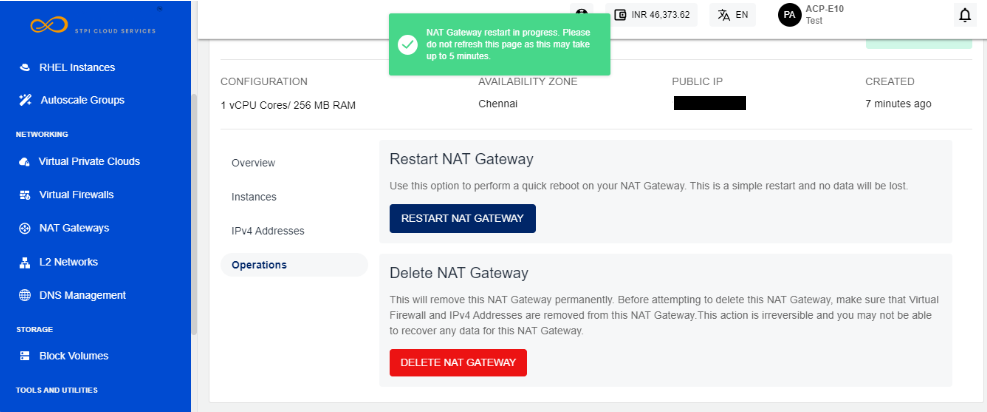 STPI CLOUD SERVICES
RHEL Instances
Autoscale Groups
NETWORKING
Virtual Private Clouds
Virtual Firewalls
NAT Gateways
L2 Networks
DNS Management
STORAGE
Block Volumes
TOOLS AND UTILITIES
INR 46,373.62
EN
PA
ACP-E10
Test
NAT Gateway restart in progress. Please
do not refresh this page as this may take
up to 5 minutes.
CONFIGURATION
1 vCPU Cores/ 256 MB RAM
AVAILABILITY ZONE
Chennai
PUBLIC IP
CREATED
7 minutes ago
Overview
Instances
IPv4 Addresses
Operations
Restart NAT Gateway
Use this option to perform a quick reboot on your NAT Gateway. This is a simple restart and no data will be lost.
RESTART NAT GATEWAY
Delete NAT Gateway
This will remove this NAT Gateway permanently. Before attempting to delete this NAT Gateway, make sure that Virtual
Firewall and IPv4 Addresses are removed from this NAT Gateway.This action is irreversible and you may not be able
to recover any data for this NAT Gateway.
DELETE NAT GATEWAY